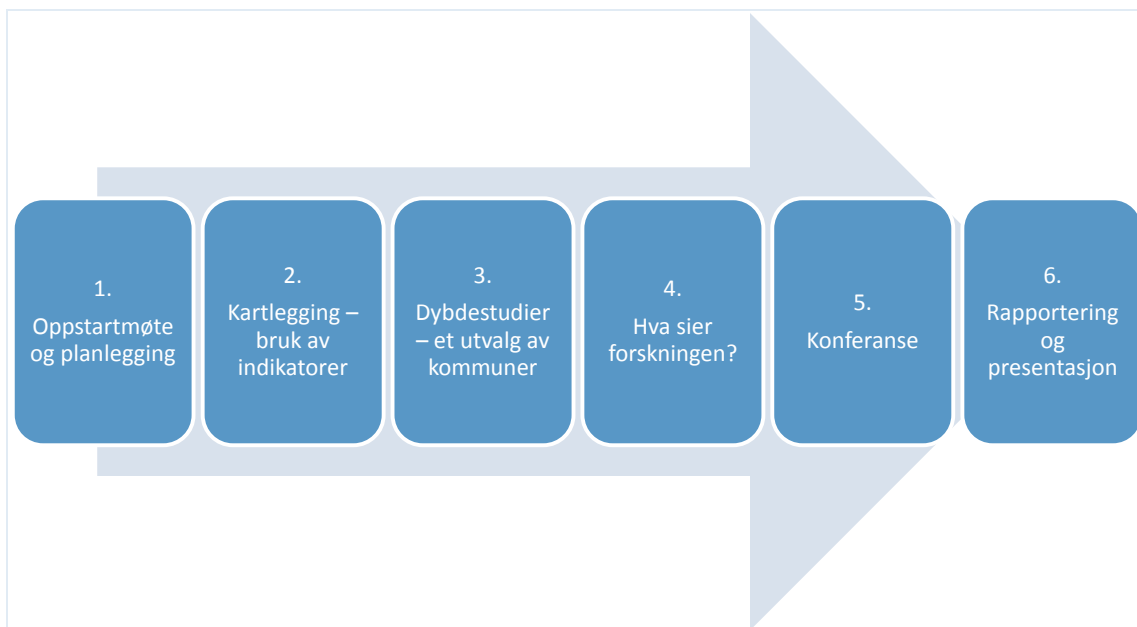 1.
Oppstartmøte
og planlegging
2.
Kartlegging –
bruk av
indikatorer
3.
Dybdestudier
– et utvalg av
kommuner
4.
Hva sier
forskningen?
5.
Konferanse
6.
Rapportering
og
presentasjon